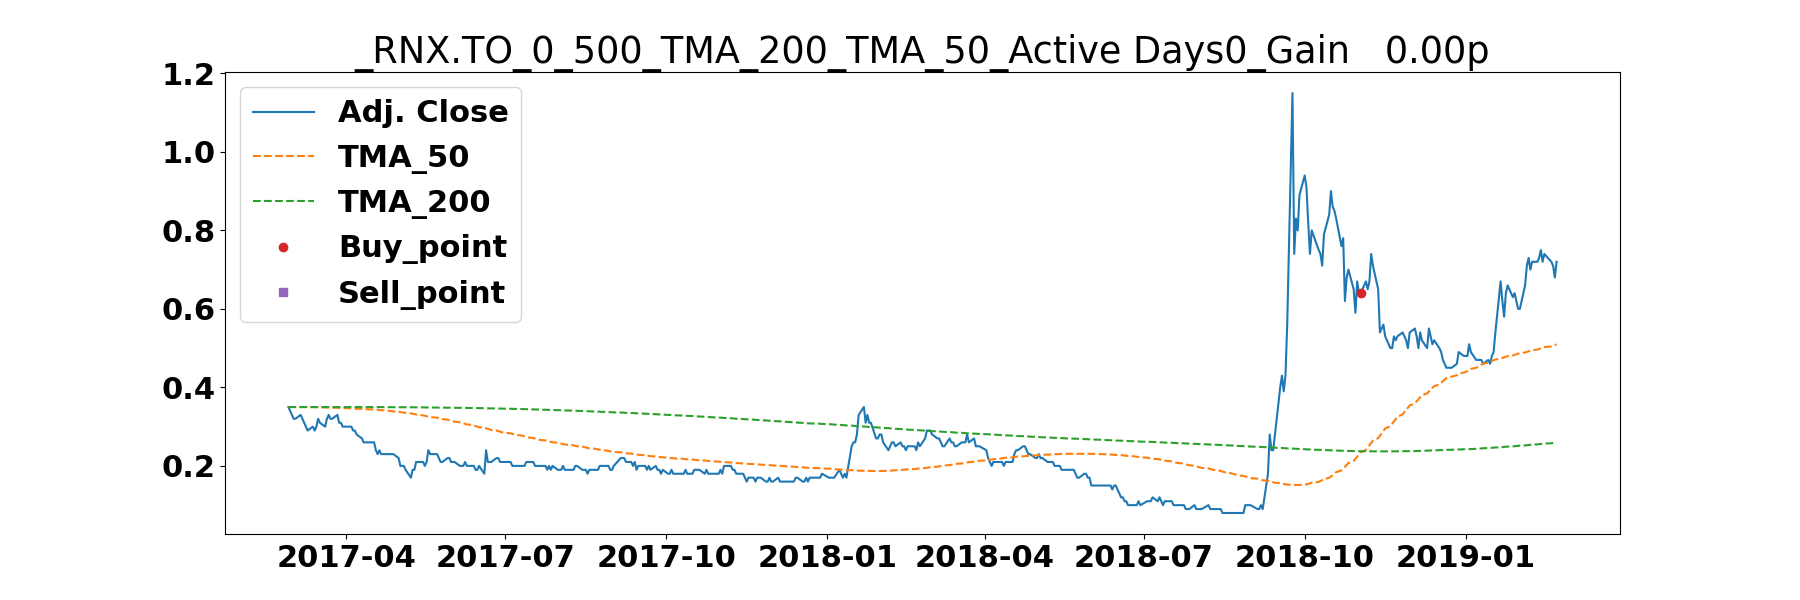 _RNX.TO_0_500_TMA_200_TMA_50_Active Days0_Gain   0.00p
1.2
1.0
0.8
0.6
0.4
0.2
Adj. Close
TMA_50
TMA_200
Buy_point
Sell_point
2017-04 2017-07 2017-10 2018-01 2018-04 2018-07 2018-10 2019-01